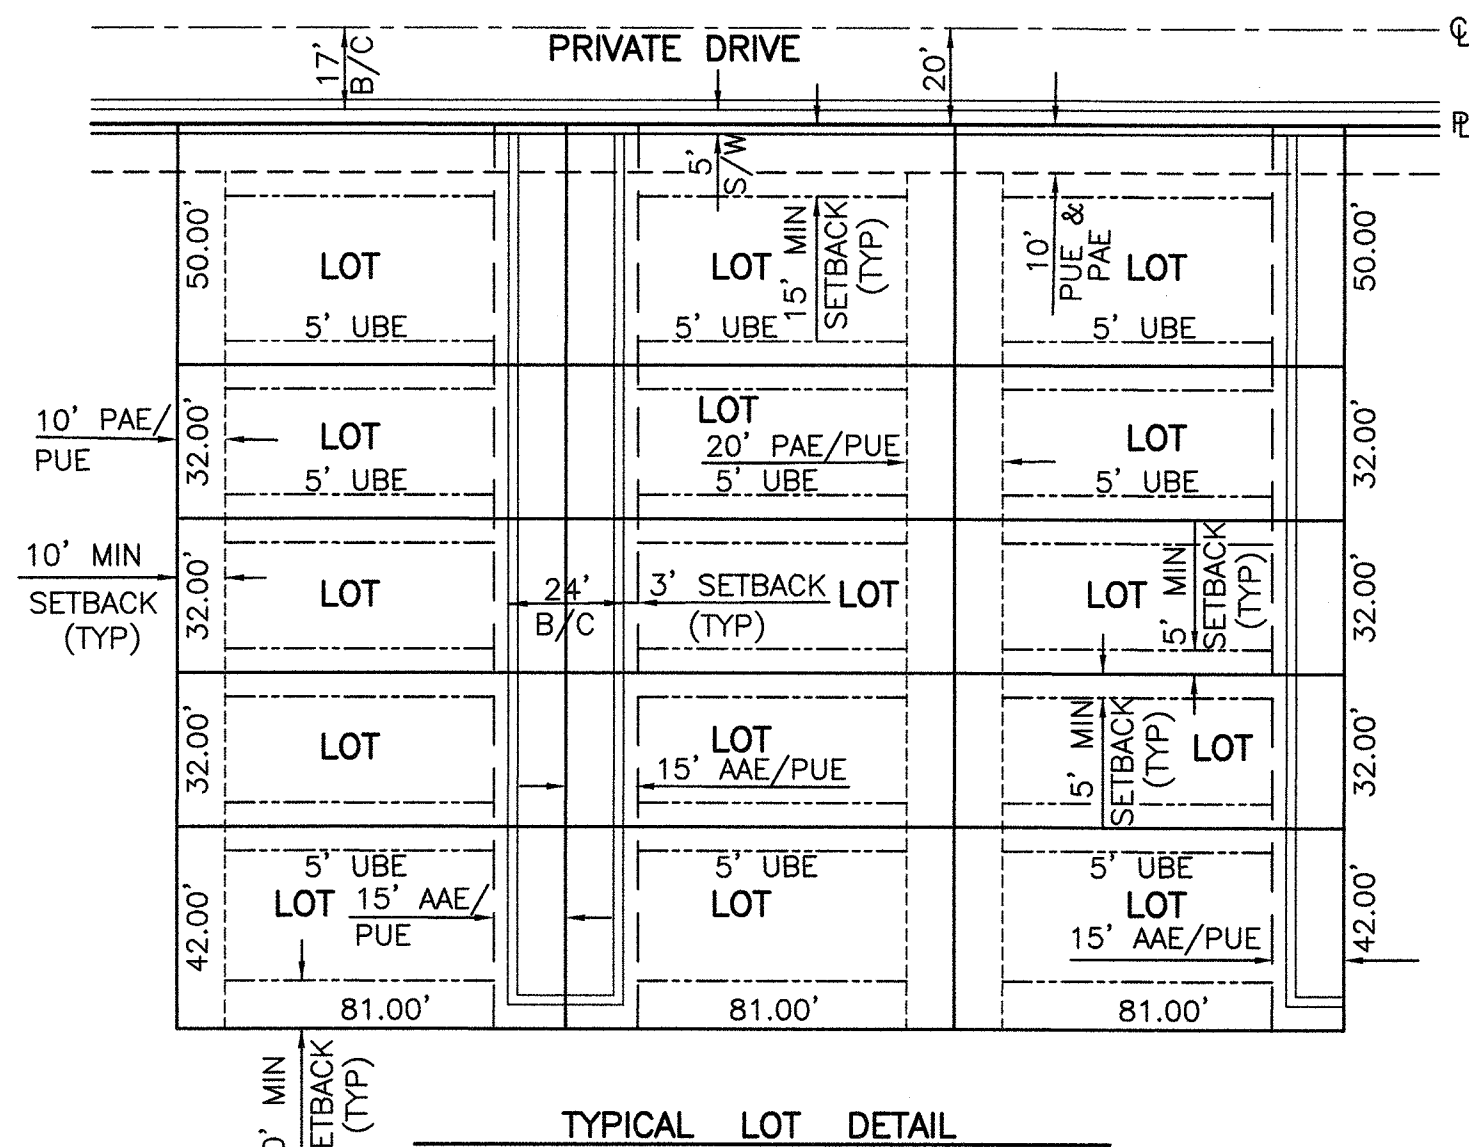 17'
B/C
PRIVATE DRIVE
20'
℄
5'
S/W
PL
50.00'
LOT
5' UBE
LOT
5' UBE
15' MIN
SETBACK
(TYP)
10'
PUE &
PAE
LOT
5' UBE
50.00'
10' PAE/
PUE
32.00'
LOT
5' UBE
LOT
20' PAE/PUE
5' UBE
LOT
5' UBE
32.00'
10' MIN
SETBACK
(TYP)
32.00'
LOT
24'
B/C
3' SETBACK
(TYP)
LOT
LOT
5' MIN
SETBACK
(TYP)
32.00'
32.00'
LOT
LOT
15' AAE/PUE
5' MIN
SETBACK
(TYP)
LOT
32.00'
42.00'
5' UBE
LOT
15' AAE/
PUE
81.00'
5' UBE
LOT
81.00'
5' UBE
LOT
15' AAE/PUE
81.00'
42.00'
MIN
(TYP)
TYPICAL LOT DETAIL